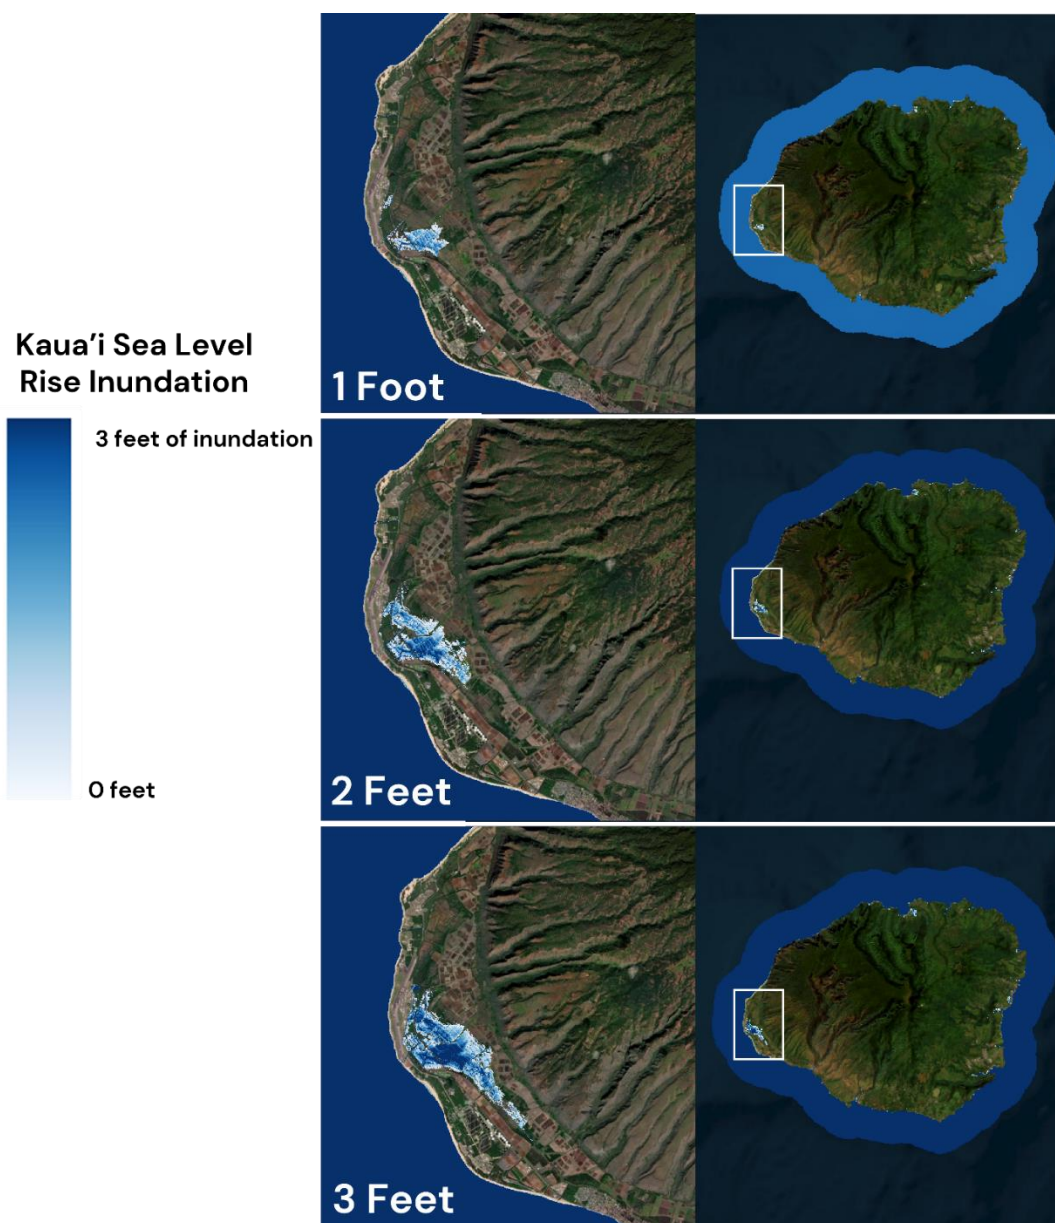 1 Foot
Kaua’i Sea Level
Rise Inundation
3 feet of inundation
0 feet
2 Feet
3 Feet